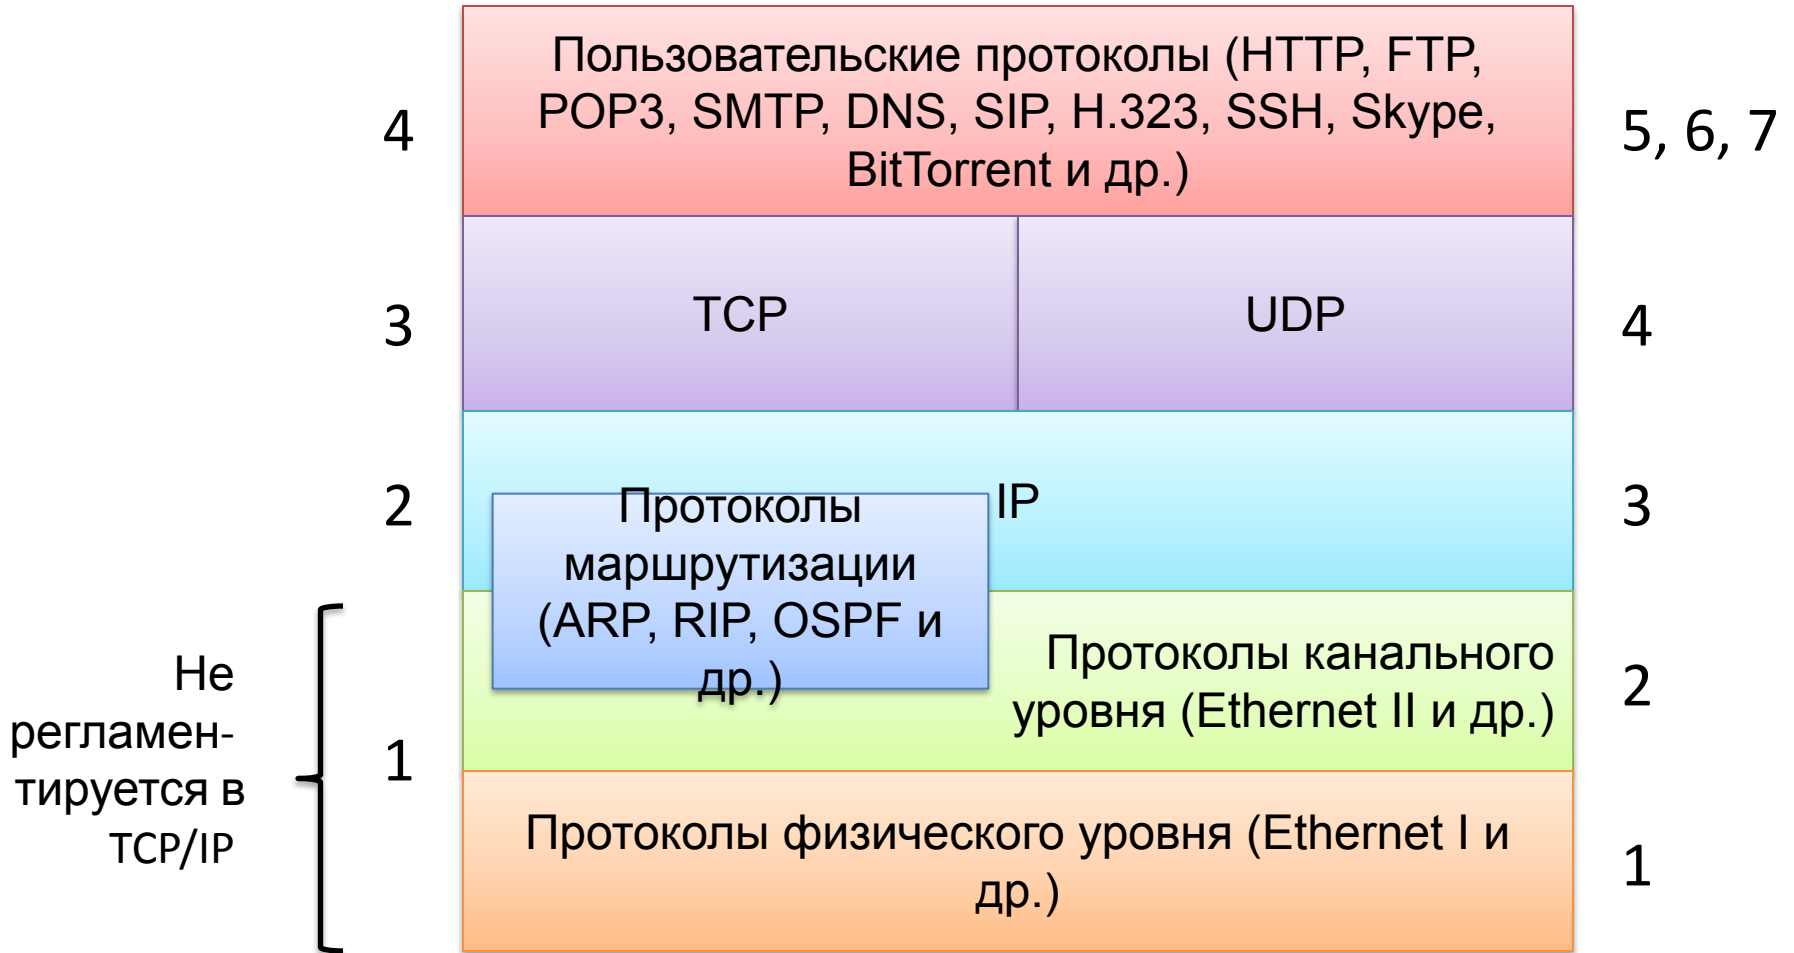 Пользовательские протоколы (HTTP, FTP,
POP3, SMTP, DNS, SIP, H.323, SSH, Skype,
BitTorrent и др.)
4
5, 6, 7
TCP
UDP
3
4
IP
2
3
Протоколы
маршрутизации
(ARP, RIP, OSPF и
др.)
Протоколы канального
уровня (Ethernet II и др.)
2
Не
регламен-
тируется в
TCP/IP
1
Протоколы физического уровня (Ethernet I и
др.)
1